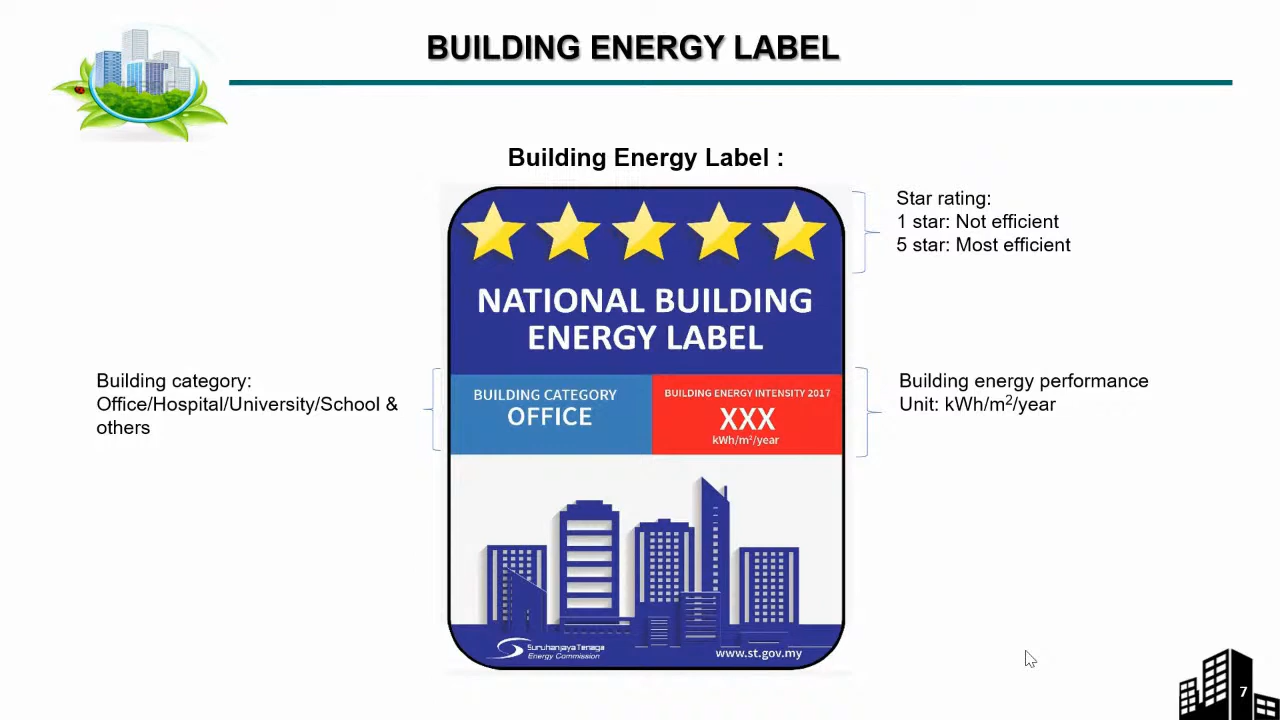 BUILDING ENERGY LABEL
Building Energy Label :
Star rating:
1 star: Not efficient
5 star: Most efficient
NATIONAL BUILDING
ENERGY LABEL
Building category:
Office/Hospital/University/School &
others
BUILDING CATEGORY
OFFICE
BUILDING ENERGY INTENSITY 2017
XXX
kWh/m²/year
Building energy performance
Unit: kWh/m²/year
Suruhanjaya Tenaga
Energy Commission
www.st.gov.my
7